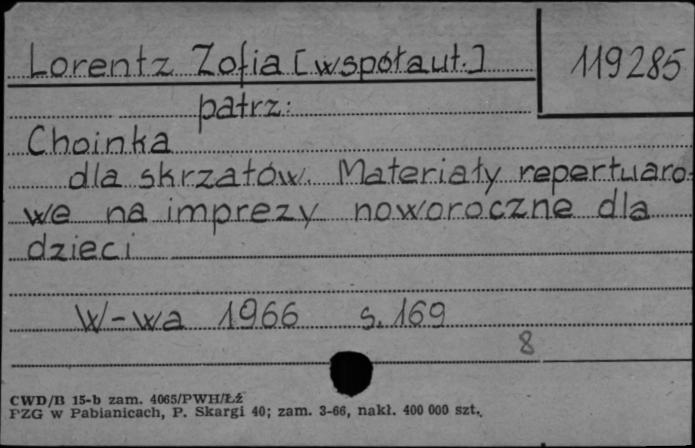 Lorentz Zofia [współaut.]
119285
patrz:
Choinka
dla skrzatów. Materiały repertuaro-
we na imprezy noworoczne dla
dzieci
W-wa 1966 s. 169
8
CWD/B 15-b zam. 4065/PWH/Łź
PZG w Pabianicach, P. Skargi 40; zam. 3-66, nakł. 400 000 szt.